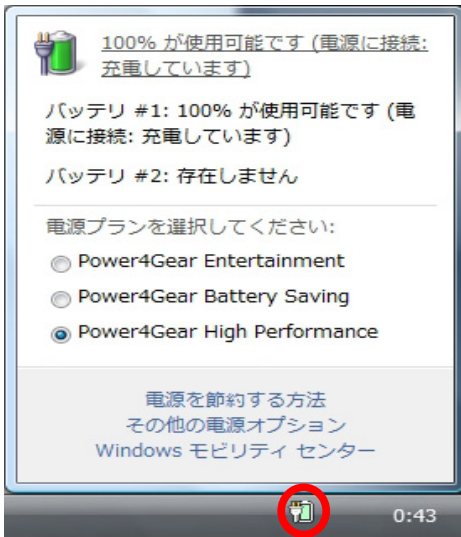 100% が使用可能です (電源に接続:
充電しています)
バッテリ #1: 100% が使用可能です (電
源に接続: 充電しています)
バッテリ #2: 存在しません
電源プランを選択してください:
Power4Gear Entertainment
Power4Gear Battery Saving
Power4Gear High Performance
電源を節約する方法
その他の電源オプション
Windows モビリティ センター
0:43